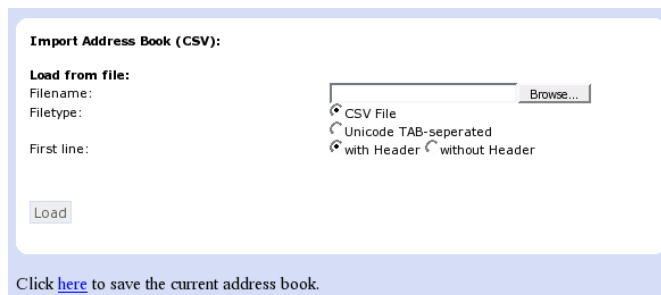 Import Address Book (CSV):
Load from file:
Filename: Browse...
Filetype: CSV File
Unicode TAB-seperated
First line: with Header without Header
Load
Click here to save the current address book.